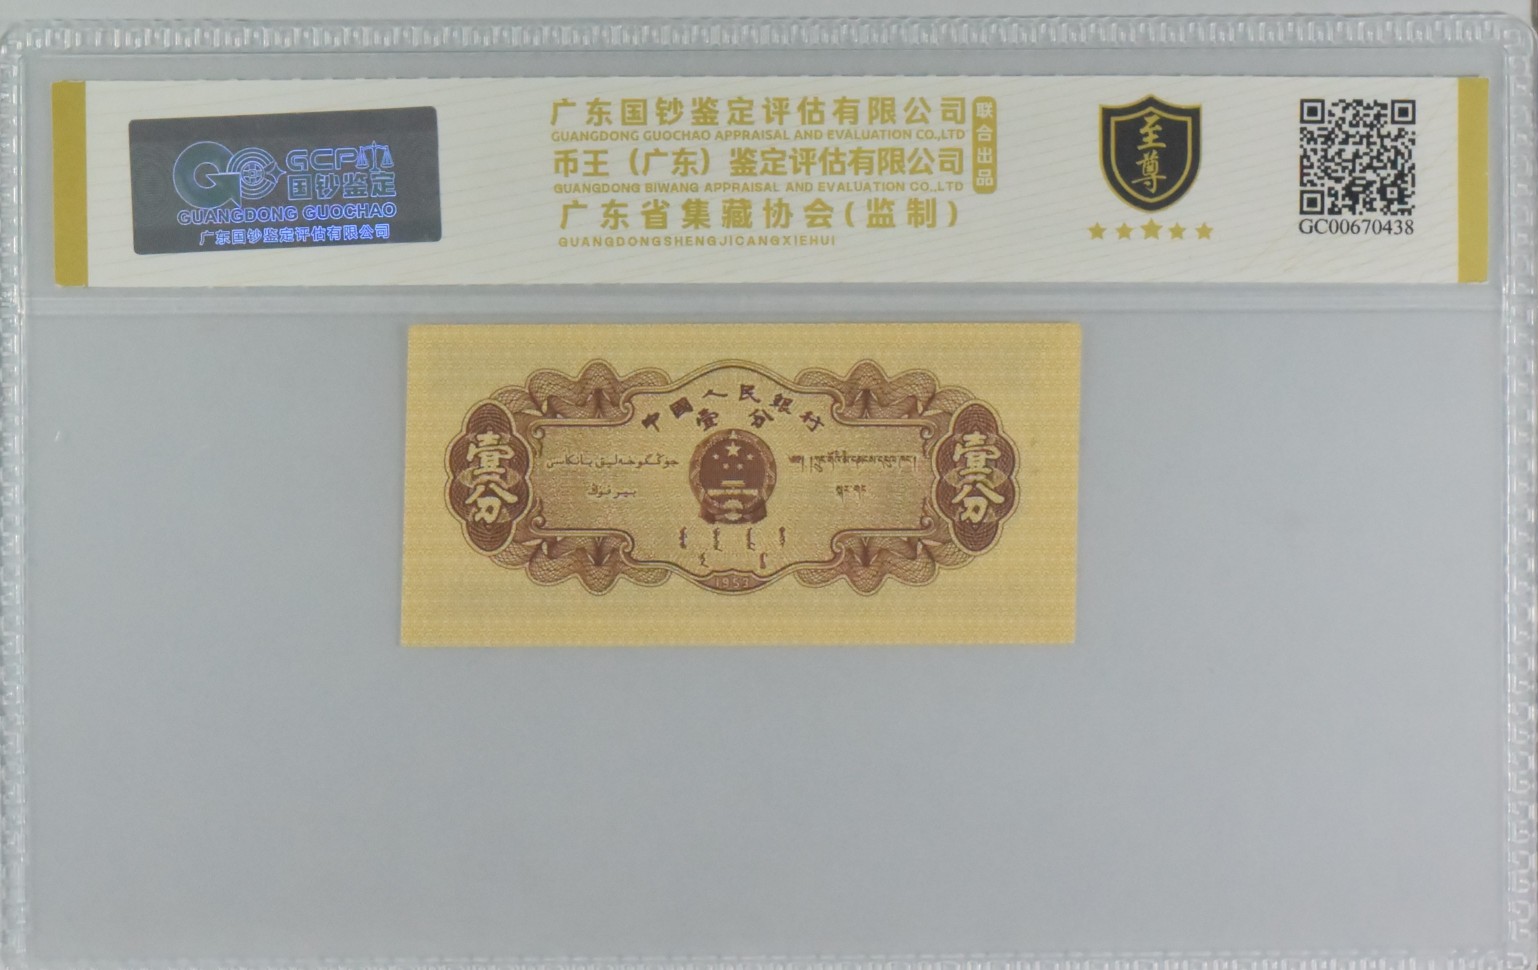 GCP
国钞鉴定
GUANGDONG GUOCHAO
广东国钞鉴定评估有限公司
广东国钞鉴定评估有限公司
GUANGDONG GUOCHAO APPRAISAL AND EVALUATION CO.,LTD
币王（广东）鉴定评估有限公司
GUANGDONG BIWANG APPRAISAL AND EVALUATION CO.,LTD
广东省集藏协会(监制)
GUANGDONGSHENGJICANGXIEHUI
联合出品
至尊
GC00670438
中國人民銀行
壹分
壹分
壹分
1953